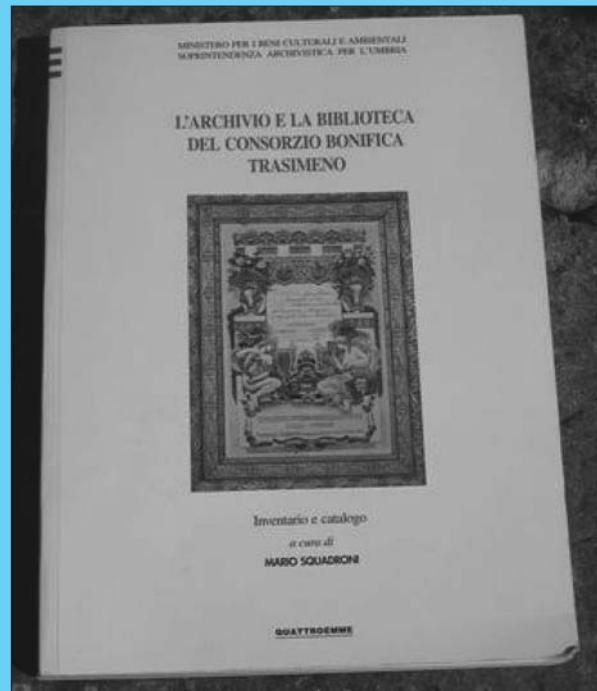 MINISTERO PER I BENI CULTURALI E AMBIENTALI
SOPRINTENDENZA ARCHIVISTICA PER L'UMBRIA
L'ARCHIVIO E LA BIBLIOTECA
DEL CONSORZIO BONIFICA
TRASIMENO
Inventario e catalogo
a cura di
MARIO SQUADRONI
QUATTROEMME